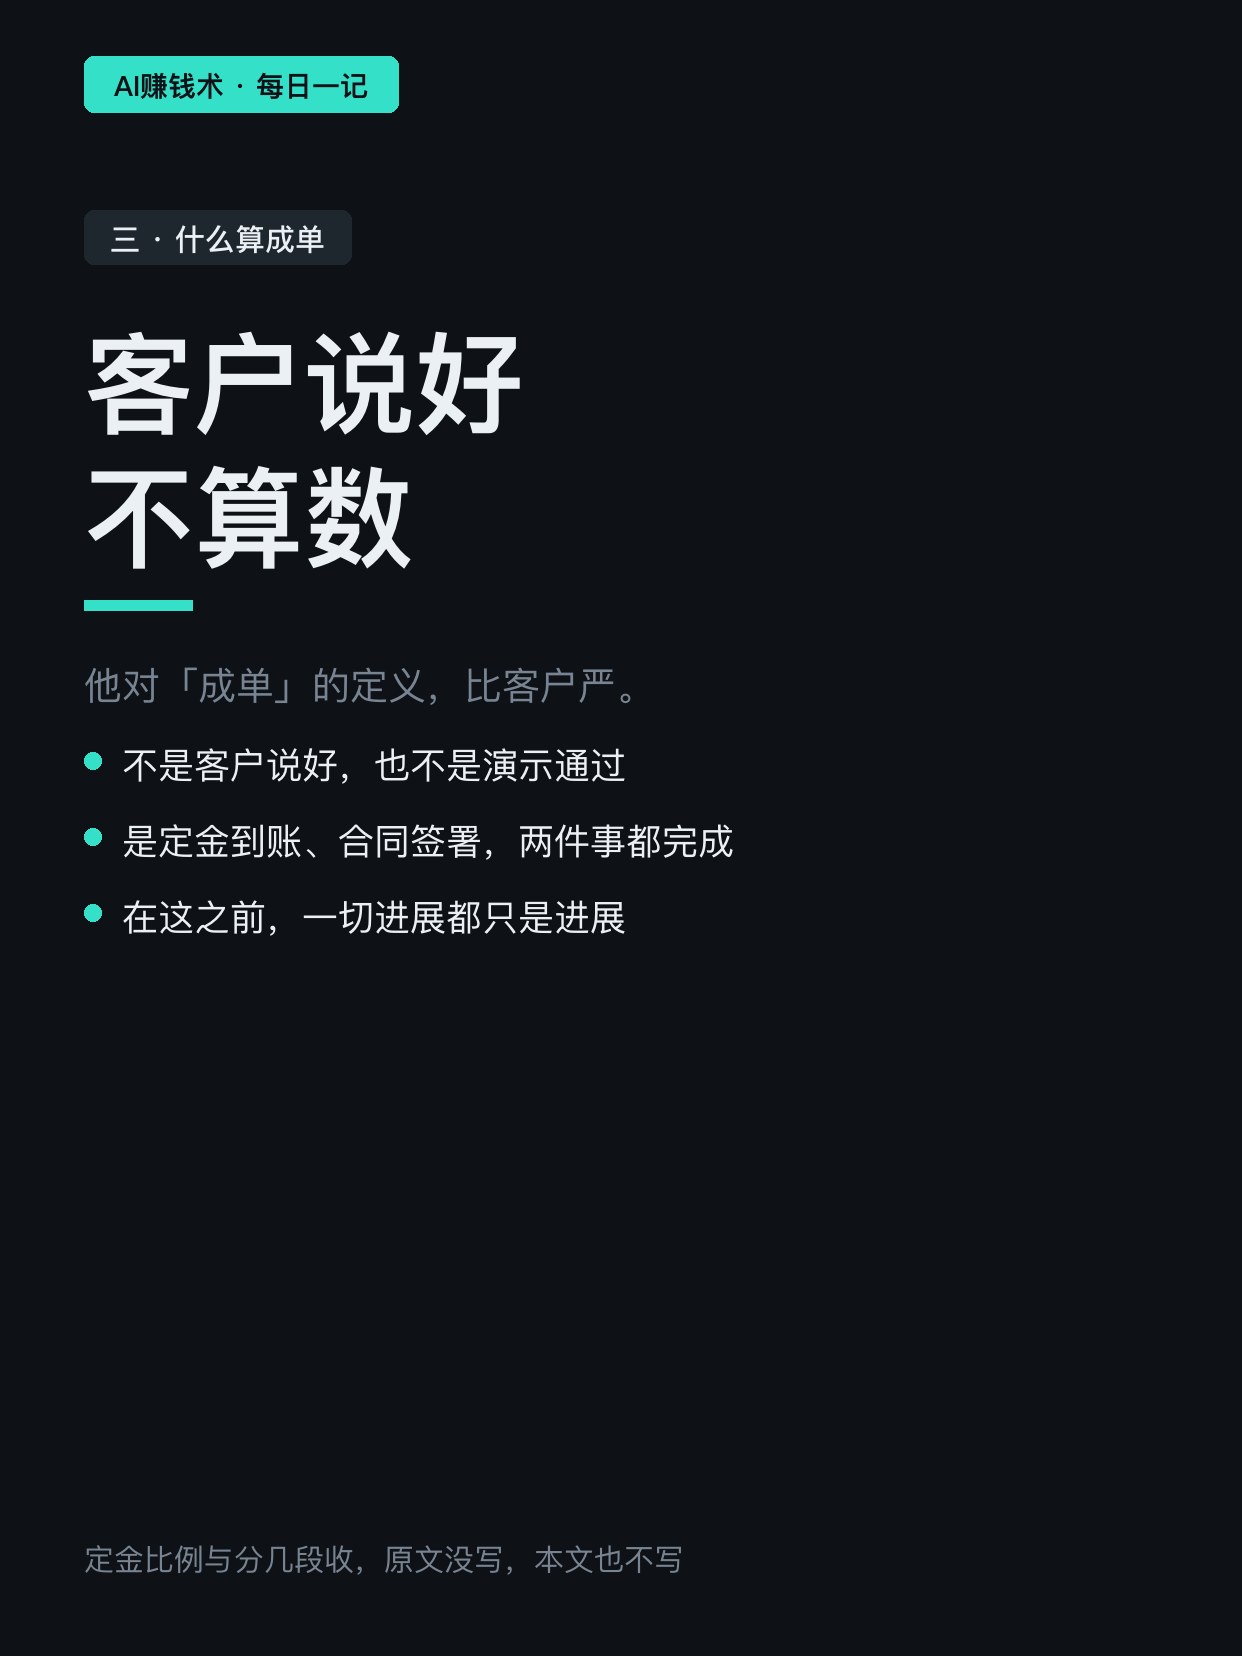 AI赚钱术 · 每日一记
三 · 什么算成单
客户说好
不算数
他对「成单」的定义，比客户严。
不是客户说好，也不是演示通过
是定金到账、合同签署，两件事都完成
在这之前，一切进展都只是进展
定金比例与分几段收，原文没写，本文也不写